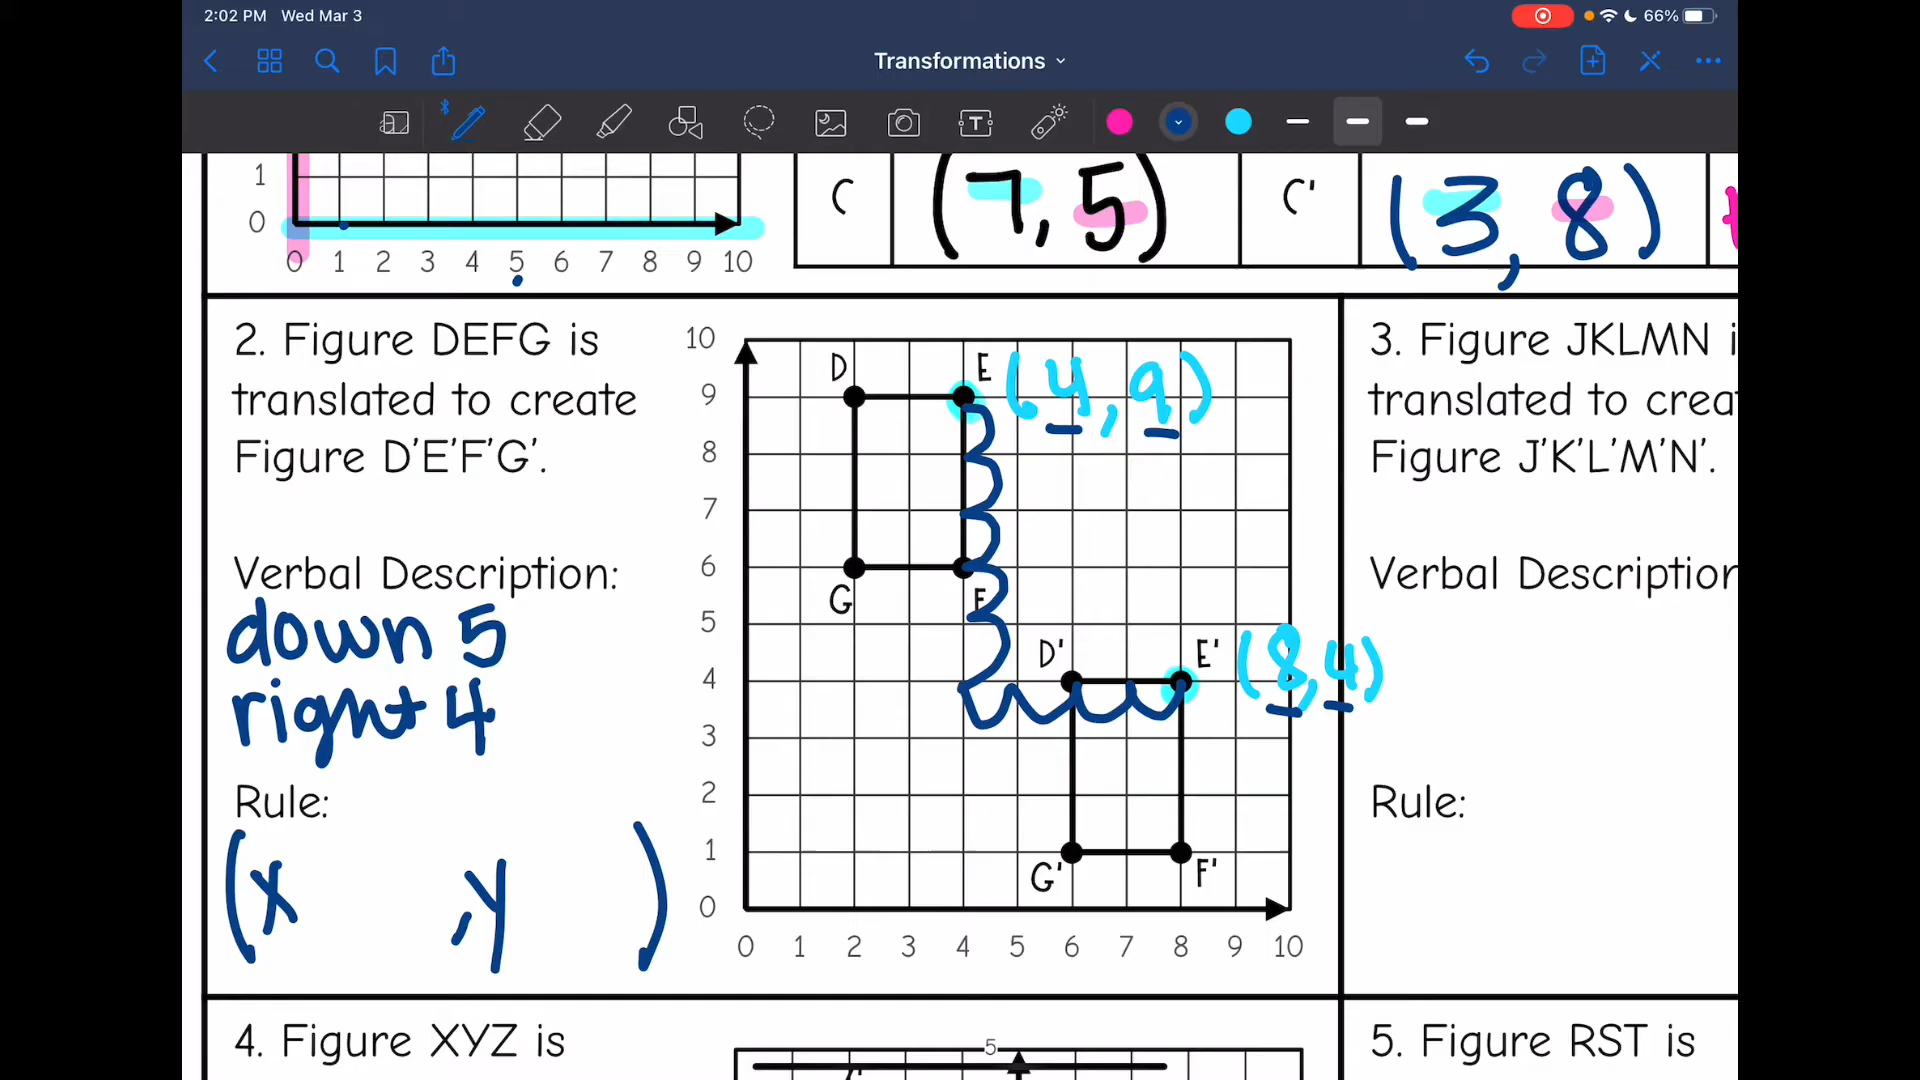 2:02 PM Wed Mar 3
66%
Transformations
T
1
0
0 1 2 3 4 5 6 7 8 9 10
C (7,5) C' (3,8)
2. Figure DEFG is
translated to create
Figure D'E'F'G'.
Verbal Description:
down 5
right 4
Rule:
(x ,y )
10
9
8
7
6
5
4
3
2
1
0
0 1 2 3 4 5 6 7 8 9 10
D E (4,9)
G F
D' E' (8,4)
G' F'
3. Figure JKLMN i
translated to crea
Figure J'K'L'M'N'.
Verbal Description
Rule:
4. Figure XYZ is
5
5. Figure RST is